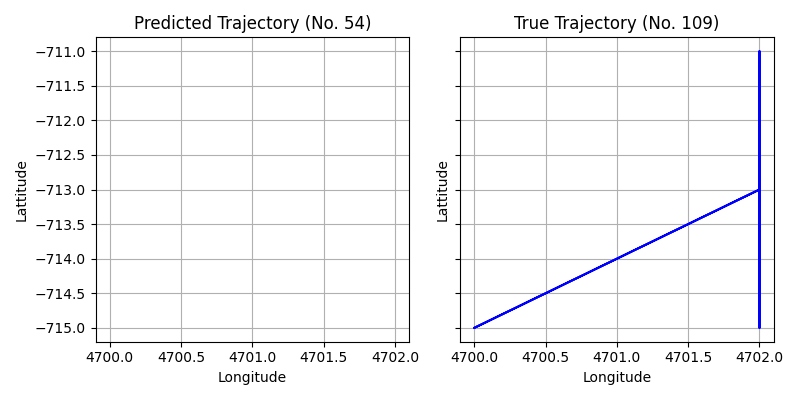 Predicted Trajectory (No. 54)
True Trajectory (No. 109)
−711.0
−711.5
−712.0
−712.5
−713.0
−713.5
−714.0
−714.5
−715.0
Lattitude
Lattitude
4700.0 4700.5 4701.0 4701.5 4702.0
4700.0 4700.5 4701.0 4701.5 4702.0
Longitude
Longitude